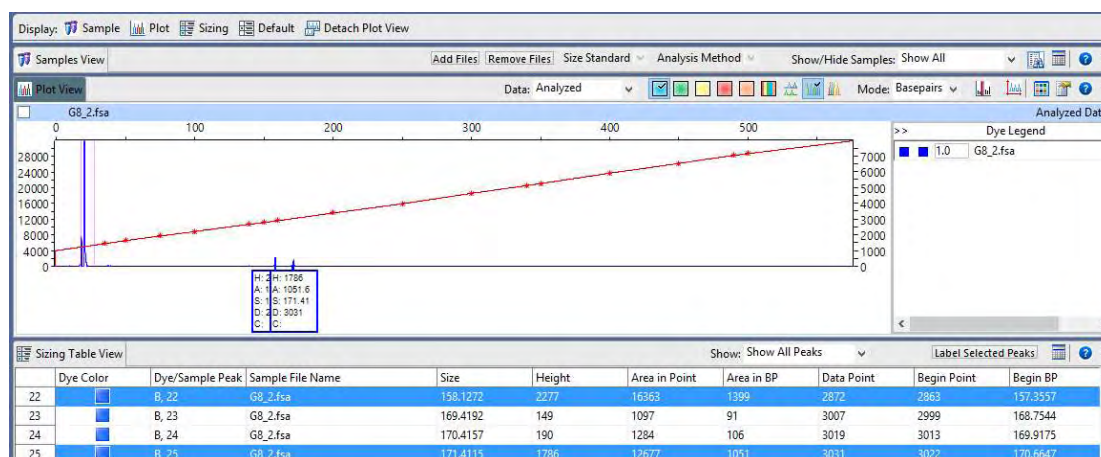 Display: Sample Plot Sizing Default Detach Plot View
Samples View Add Files Remove Files Size Standard Analysis Method Show/Hide Samples: Show All
Plot View Data: Analyzed Mode: Basepairs
G8_2.fsa Analyzed Dat
0 100 200 300 400 500
>> Dye Legend
1.0 G8_2.fsa
28000
24000
20000
16000
12000
8000
4000
0
7000
6000
5000
4000
3000
2000
1000
0
H: 2 H: 1786
A: 1 A: 1051.6
S: 1 S: 171.41
D: 2 D: 3031
C: C:
Sizing Table View Show: Show All Peaks Label Selected Peaks
Dye Color Dye/Sample Peak Sample File Name Size Height Area in Point Area in BP Data Point Begin Point Begin BP
22 B, 22 G8_2.fsa 158.1272 2277 16363 1399 2872 2863 157.3557
23 B, 23 G8_2.fsa 169.4192 149 1097 91 3007 2999 168.7544
24 B, 24 G8_2.fsa 170.4157 190 1284 106 3019 3013 169.9175
25 B, 25 G8_2.fsa 171.4115 1786 12677 1051 3031 3022 170.6647